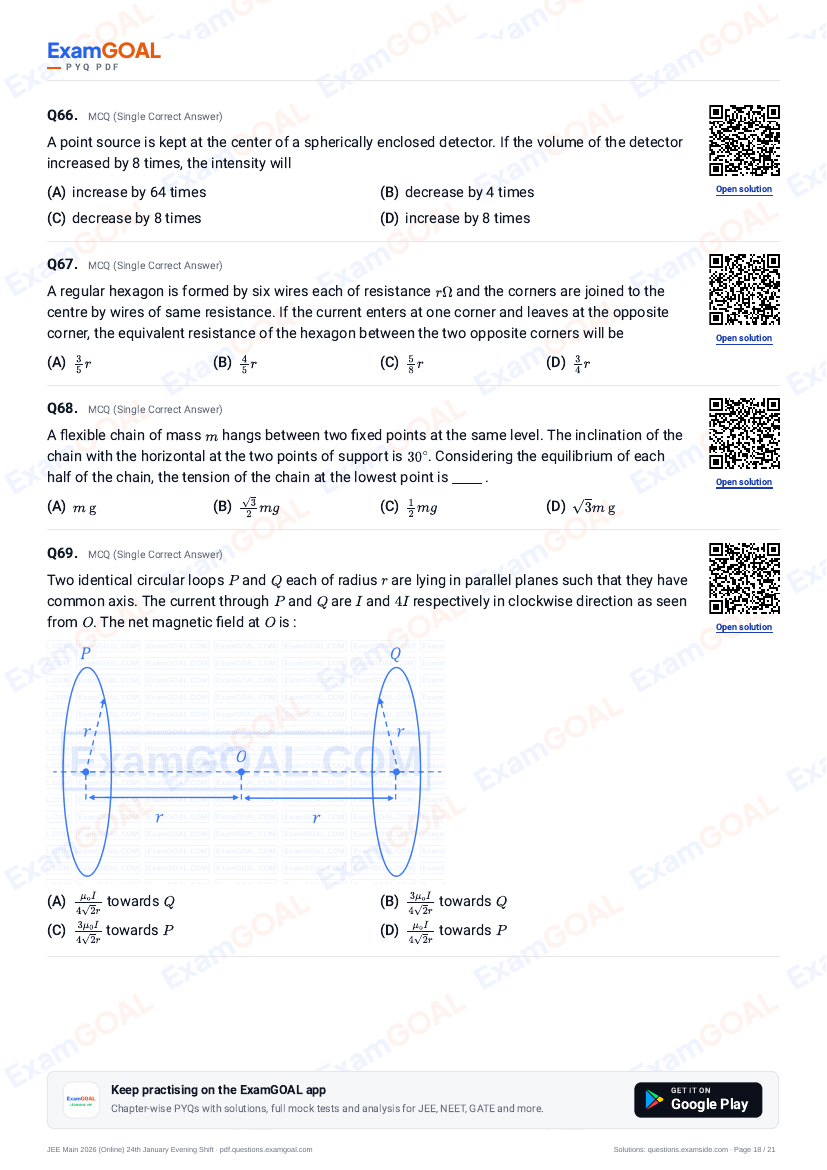 ExamGOAL
PYQ PDF
Q66. MCQ (Single Correct Answer)
A point source is kept at the center of a spherically enclosed detector. If the volume of the detector
increased by 8 times, the intensity will
(A) increase by 64 times (B) decrease by 4 times
(C) decrease by 8 times (D) increase by 8 times
Open solution
Q67. MCQ (Single Correct Answer)
A regular hexagon is formed by six wires each of resistance rΩ and the corners are joined to the
centre by wires of same resistance. If the current enters at one corner and leaves at the opposite
corner, the equivalent resistance of the hexagon between the two opposite corners will be
(A) 3/5 r (B) 4/5 r (C) 5/8 r (D) 3/4 r
Open solution
Q68. MCQ (Single Correct Answer)
A flexible chain of mass m hangs between two fixed points at the same level. The inclination of the
chain with the horizontal at the two points of support is 30°. Considering the equilibrium of each
half of the chain, the tension of the chain at the lowest point is ____ .
(A) m g (B) √3/2 mg (C) 1/2 mg (D) √3m g
Open solution
Q69. MCQ (Single Correct Answer)
Two identical circular loops P and Q each of radius r are lying in parallel planes such that they have
common axis. The current through P and Q are I and 4I respectively in clockwise direction as seen
from O. The net magnetic field at O is :
Open solution
P Q
r r
O
r r
ExamGOAL.COM
(A) μ₀I/4√2r towards Q (B) 3μ₀I/4√2r towards Q
(C) 3μ₀I/4√2r towards P (D) μ₀I/4√2r towards P
Keep practising on the ExamGOAL app
Chapter-wise PYQs with solutions, full mock tests and analysis for JEE, NEET, GATE and more.
GET IT ON
Google Play
JEE Main 2026 (Online) 24th January Evening Shift · pdf.questions.examgoal.com
Solutions: questions.examside.com · Page 18 / 21